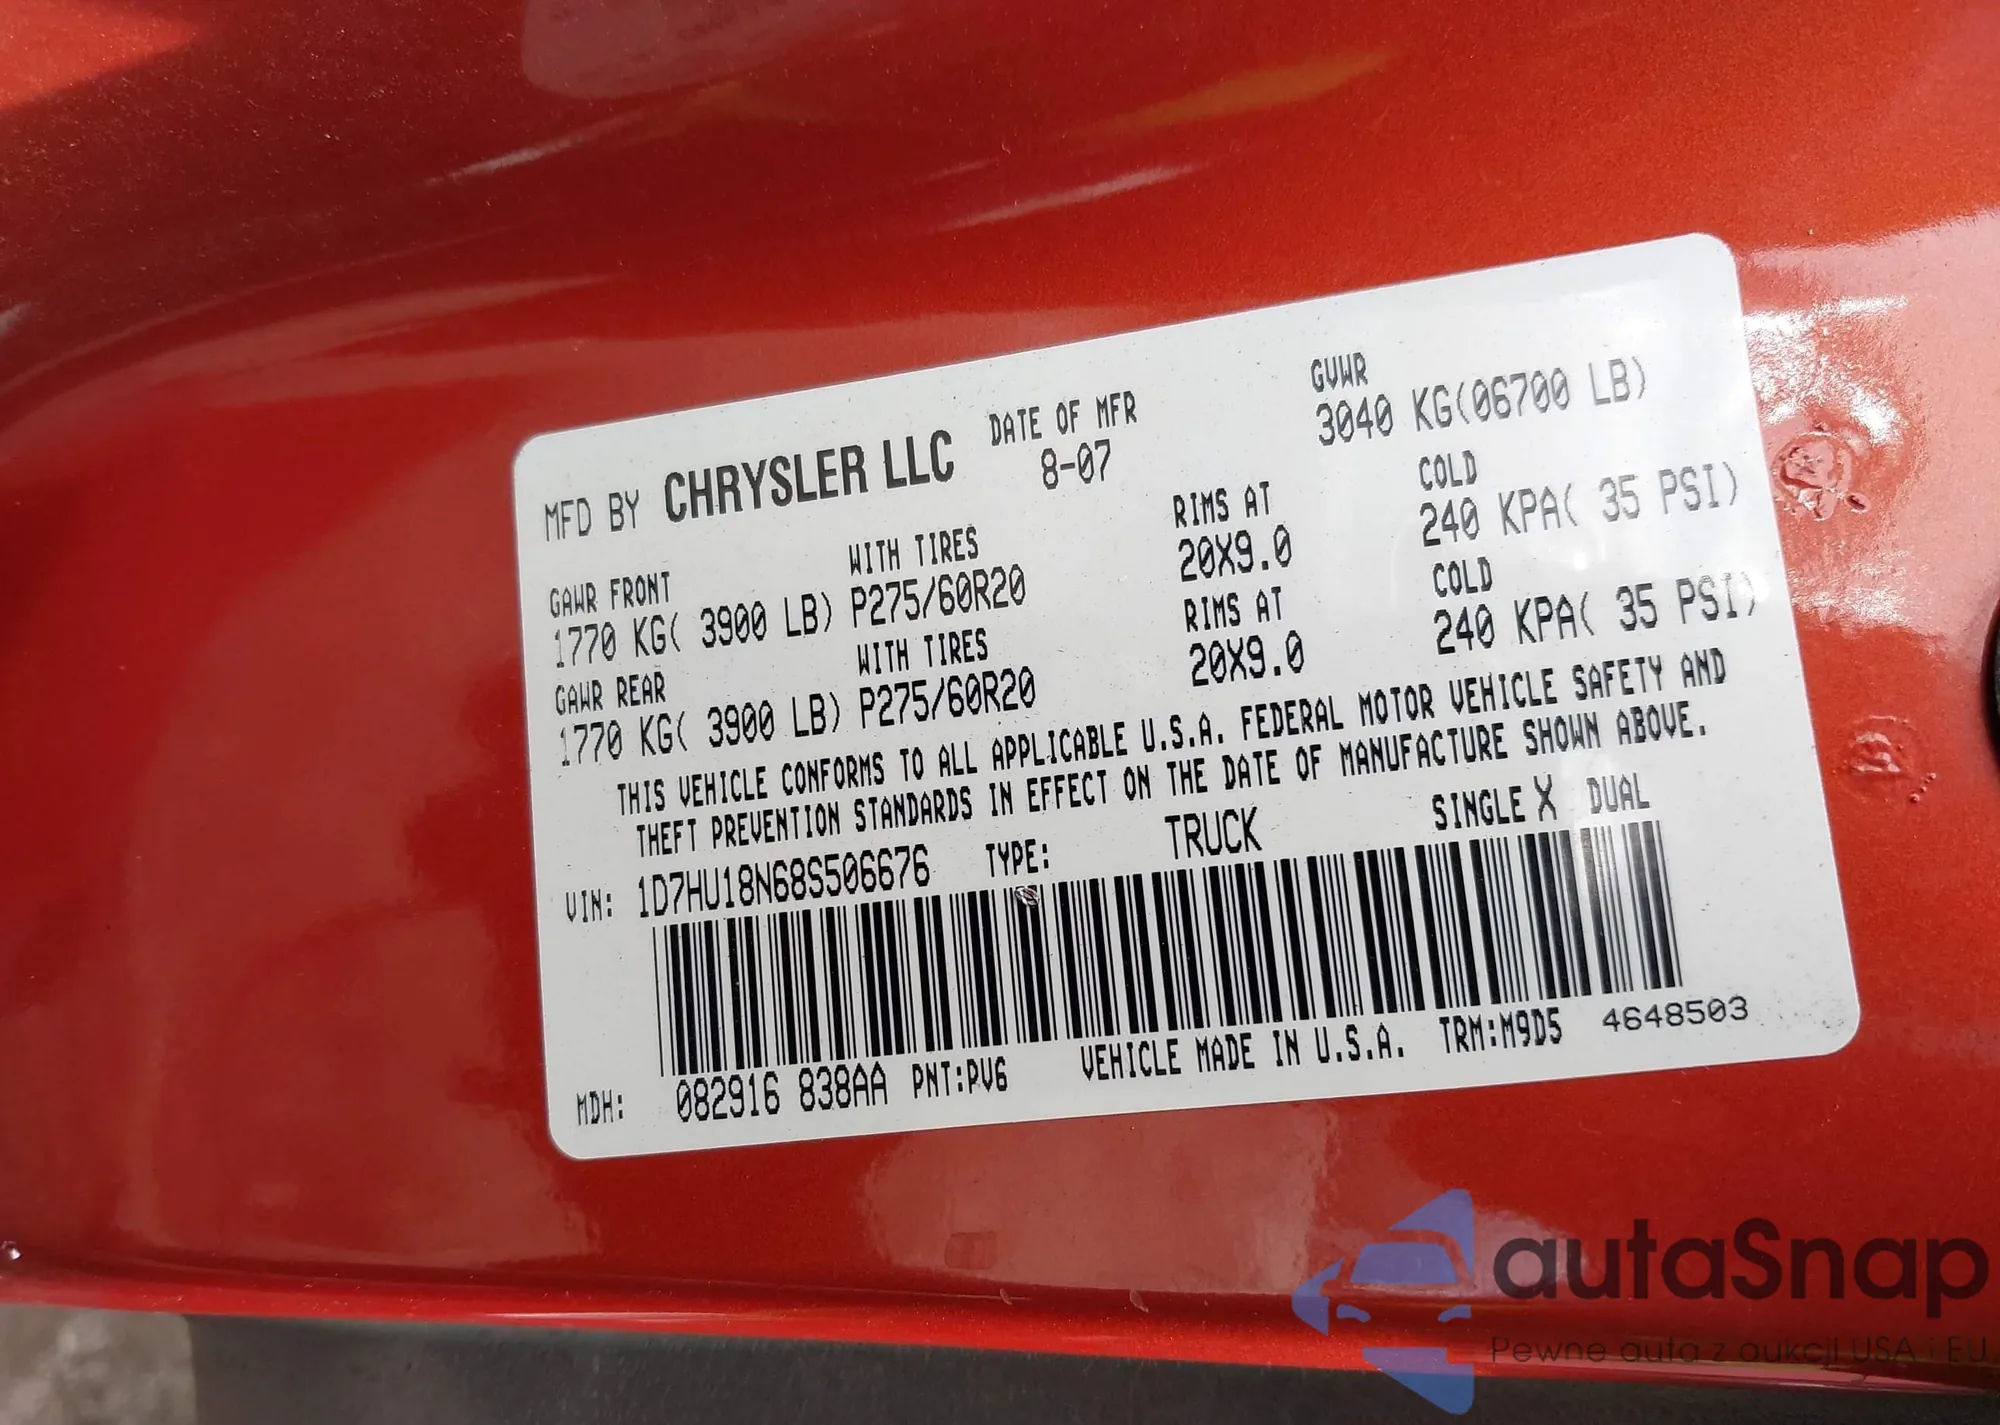 MFD BY CHRYSLER LLC DATE OF MFR 8-07 GVWR 3040 KG(06700 LB)
GAWR FRONT WITH TIRES RIMS AT COLD
1770 KG( 3900 LB) P275/60R20 20X9.0 240 KPA( 35 PSI)
GAWR REAR WITH TIRES RIMS AT COLD
1770 KG( 3900 LB) P275/60R20 20X9.0 240 KPA( 35 PSI)
THIS VEHICLE CONFORMS TO ALL APPLICABLE U.S.A. FEDERAL MOTOR VEHICLE SAFETY AND
THEFT PREVENTION STANDARDS IN EFFECT ON THE DATE OF MANUFACTURE SHOWN ABOVE.
VIN: 1D7HU18N68S506676 TYPE: TRUCK SINGLE X DUAL
MDH: 082916 838AA PNT:PV6 VEHICLE MADE IN U.S.A. TRM:M9D5 4648503
autaSnap
Pewne auta z aukcji USA i EU